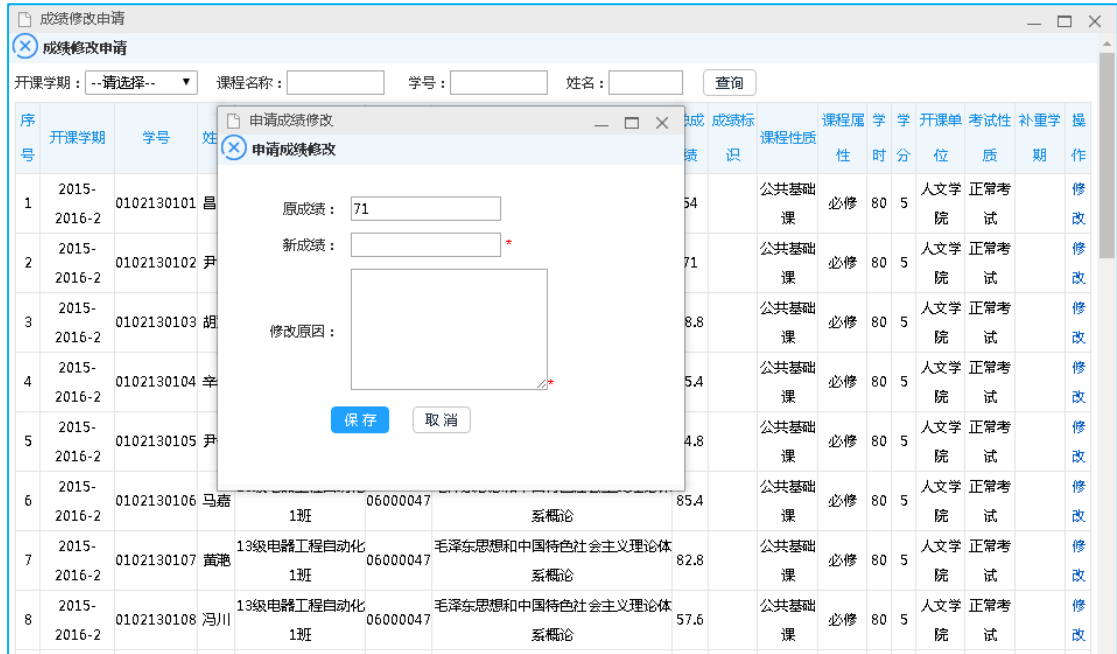 成绩修改申请
成绩修改申请
开课学期： --请选择-- 课程名称： 学号： 姓名： 查询
序号 开课学期 学号 姓 成绩 成绩标识 课程性质 课程属性 学时 学分 开课单位 考试性质 补重学期 操作
申请成绩修改
申请成绩修改
原成绩： 71
新成绩： *
修改原因： *
保存 取消
1 2015-2016-2 0102130101 昌 54 公共基础课 必修 80 5 人文学院 正常考试 修改
2 2015-2016-2 0102130102 尹 71 公共基础课 必修 80 5 人文学院 正常考试 修改
3 2015-2016-2 0102130103 胡 8.8 公共基础课 必修 80 5 人文学院 正常考试 修改
4 2015-2016-2 0102130104 辛 5.4 公共基础课 必修 80 5 人文学院 正常考试 修改
5 2015-2016-2 0102130105 尹 4.8 公共基础课 必修 80 5 人文学院 正常考试 修改
6 2015-2016-2 0102130106 马嘉 1班 06000047 系概论 85.4 公共基础课 必修 80 5 人文学院 正常考试 修改
7 2015-2016-2 0102130107 黄滟 13级电器工程自动化1班 06000047 毛泽东思想和中国特色社会主义理论体系概论 82.8 公共基础课 必修 80 5 人文学院 正常考试 修改
8 2015-2016-2 0102130108 冯川 13级电器工程自动化1班 06000047 毛泽东思想和中国特色社会主义理论体系概论 57.6 公共基础课 必修 80 5 人文学院 正常考试 修改